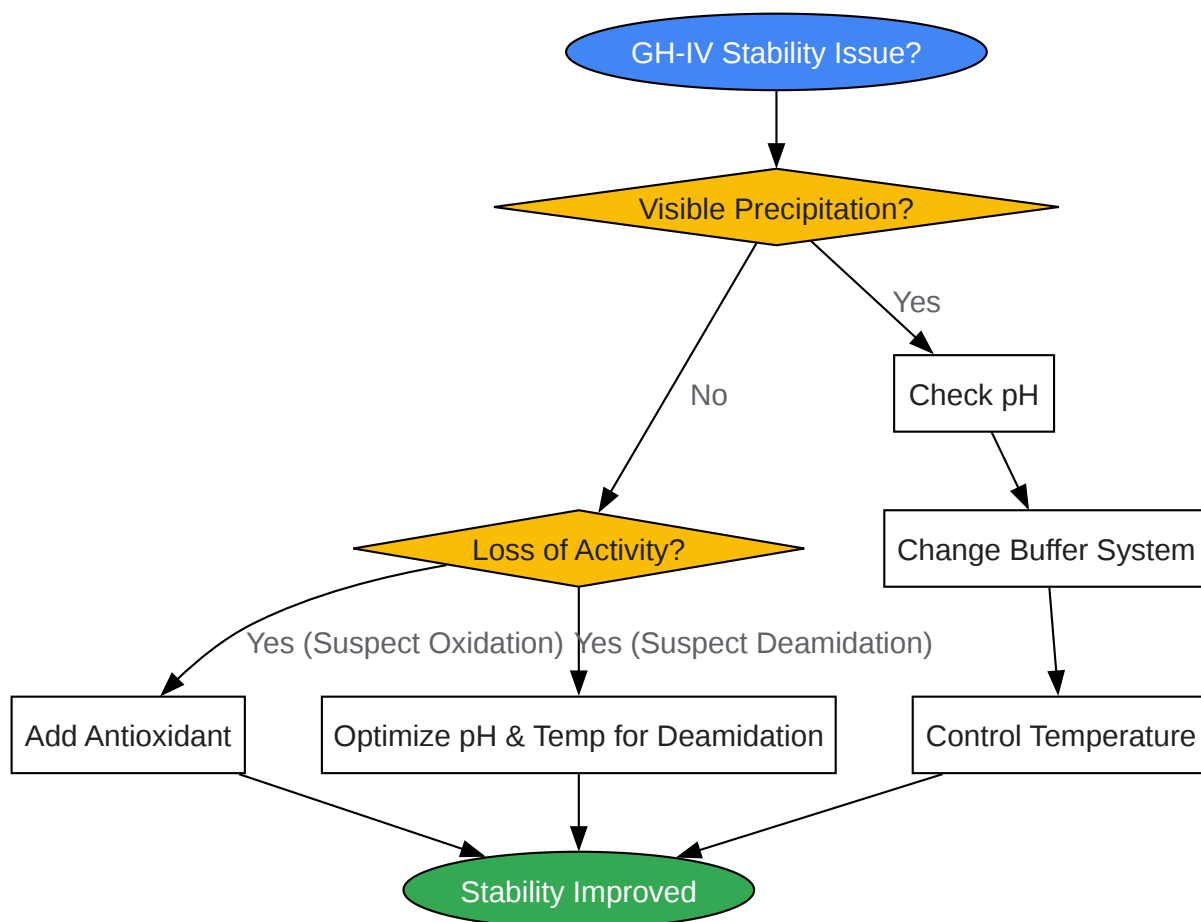 GH-IV Stability Issue?
Visible Precipitation?
Yes
No
Check pH
Change Buffer System
Loss of Activity?
Yes (Suspect Oxidation)
Yes (Suspect Deamidation)
Add Antioxidant
Optimize pH & Temp for Deamidation
Control Temperature
Stability Improved